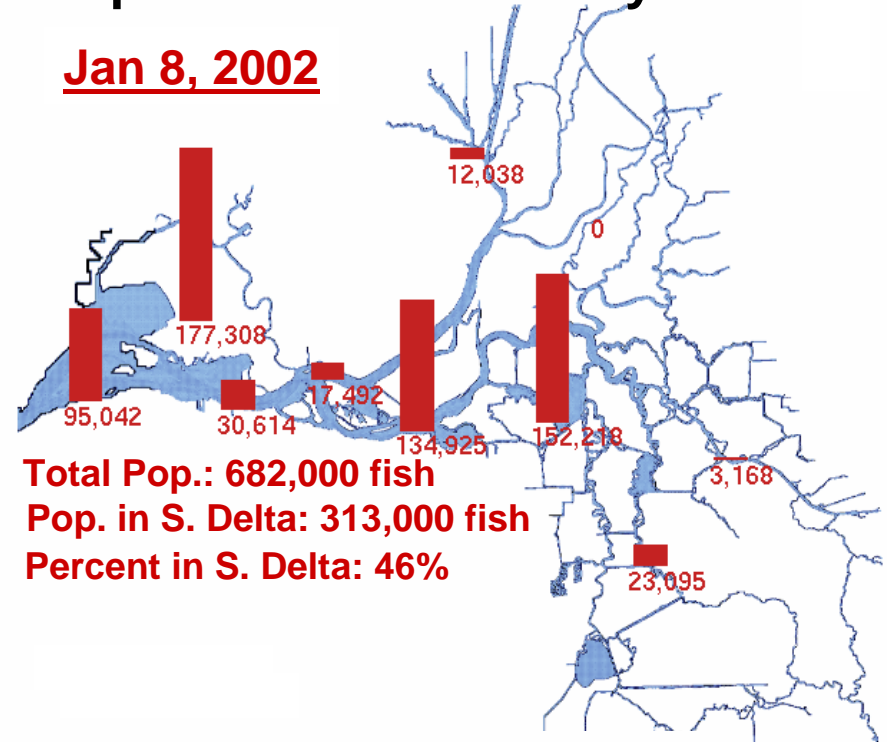 Jan 8, 2002
12,038
0
177,308
95,042
30,614
17,492
134,925
152,218
3,168
23,095
Total Pop.: 682,000 fish
Pop. in S. Delta: 313,000 fish
Percent in S. Delta: 46%